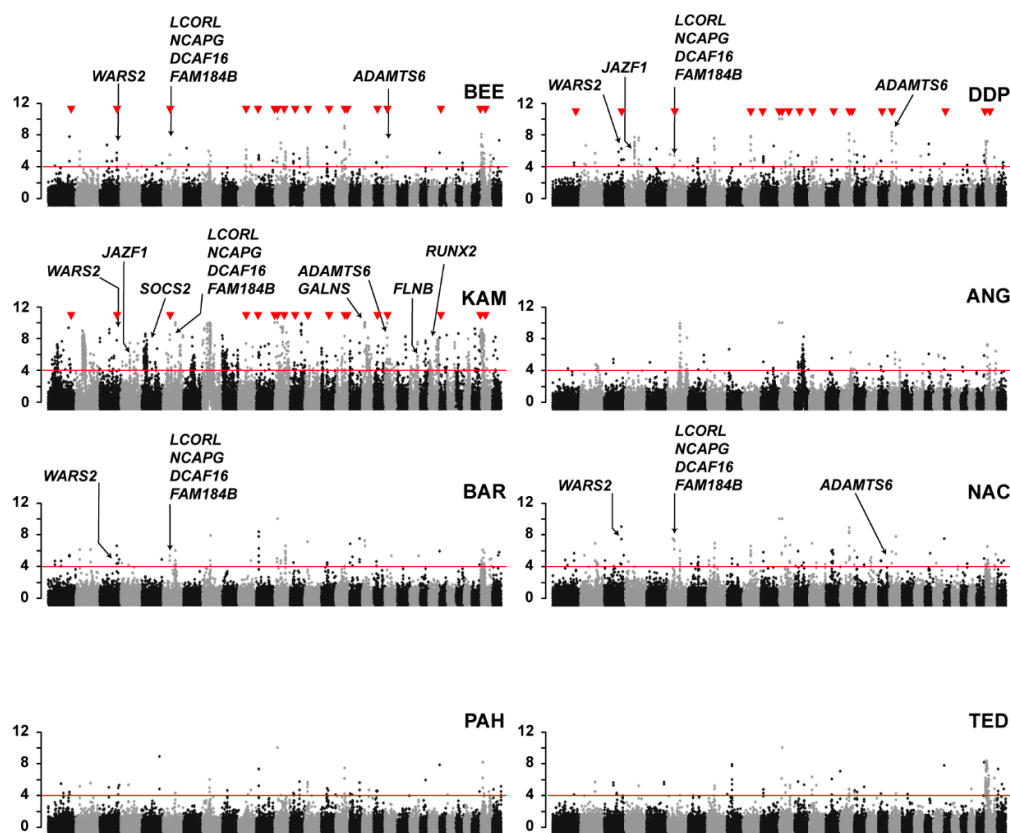 LCORL
NCAPG
DCAF16
FAM184B
WARS2
ADAMTS6
BEE
12
8
4
0
LCORL
NCAPG
DCAF16
FAM184B
JAZF1
WARS2
ADAMTS6
DDP
12
8
4
0
LCORL
NCAPG
DCAF16
FAM184B
JAZF1
WARS2
SOCS2
ADAMTS6
GALNS
FLNB
RUNX2
KAM
12
8
4
0
ANG
12
8
4
0
LCORL
NCAPG
DCAF16
FAM184B
WARS2
BAR
12
8
4
0
LCORL
NCAPG
DCAF16
FAM184B
WARS2
ADAMTS6
NAC
12
8
4
0
PAH
12
8
4
0
TED
12
8
4
0